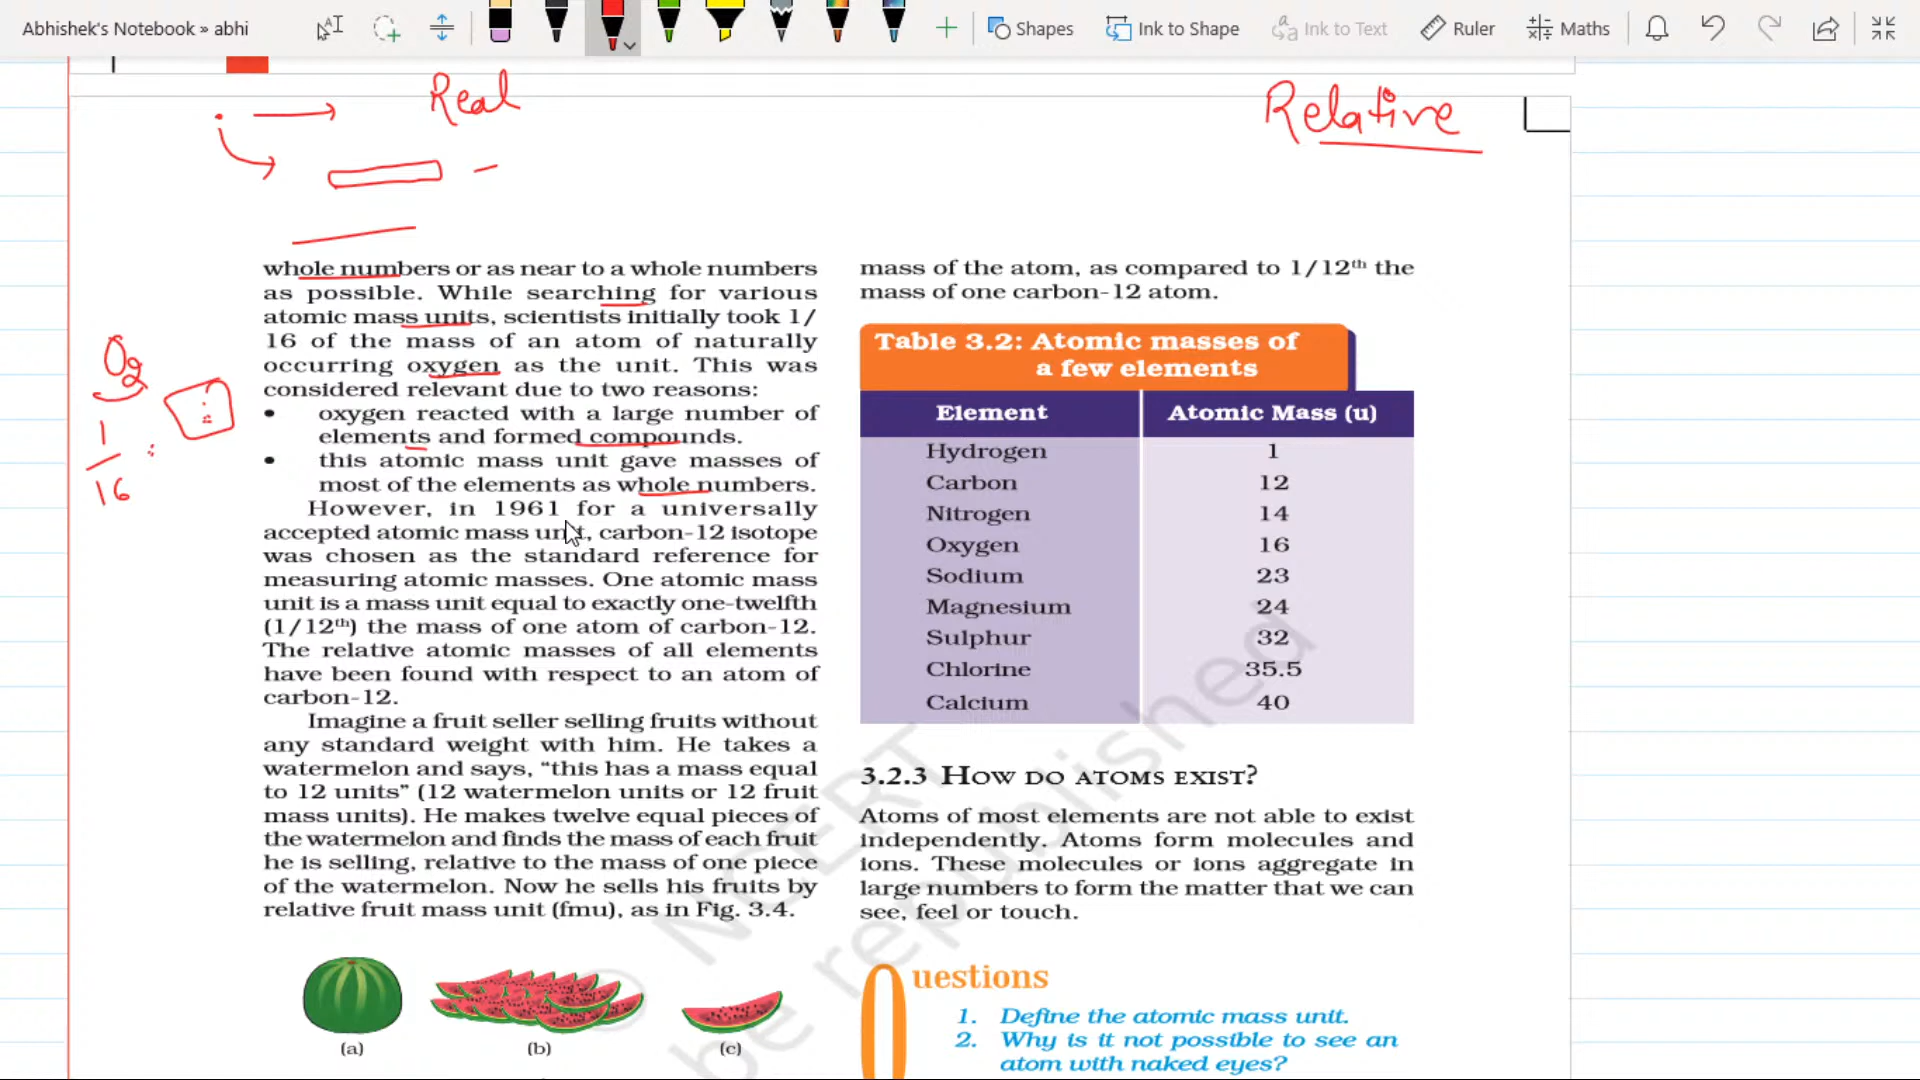 Abhishek's Notebook » abhi
Shapes
Ink to Shape
Ink to Text
Ruler
Maths
Real
Relative
whole numbers or as near to a whole numbers
as possible. While searching for various
atomic mass units, scientists initially took 1/
16 of the mass of an atom of naturally
occurring oxygen as the unit. This was
considered relevant due to two reasons:
• oxygen reacted with a large number of
elements and formed compounds.
• this atomic mass unit gave masses of
most of the elements as whole numbers.
However, in 1961 for a universally
accepted atomic mass unit, carbon-12 isotope
was chosen as the standard reference for
measuring atomic masses. One atomic mass
unit is a mass unit equal to exactly one-twelfth
(1/12th) the mass of one atom of carbon-12.
The relative atomic masses of all elements
have been found with respect to an atom of
carbon-12.
Imagine a fruit seller selling fruits without
any standard weight with him. He takes a
watermelon and says, “this has a mass equal
to 12 units” (12 watermelon units or 12 fruit
mass units). He makes twelve equal pieces of
the watermelon and finds the mass of each fruit
he is selling, relative to the mass of one piece
of the watermelon. Now he sells his fruits by
relative fruit mass unit (fmu), as in Fig. 3.4.
(a) (b) (c)
O2
1
16
mass of the atom, as compared to 1/12th the
mass of one carbon-12 atom.
Table 3.2: Atomic masses of
a few elements
Element Atomic Mass (u)
Hydrogen 1
Carbon 12
Nitrogen 14
Oxygen 16
Sodium 23
Magnesium 24
Sulphur 32
Chlorine 35.5
Calcium 40
3.2.3 HOW DO ATOMS EXIST?
Atoms of most elements are not able to exist
independently. Atoms form molecules and
ions. These molecules or ions aggregate in
large numbers to form the matter that we can
see, feel or touch.
Questions
1. Define the atomic mass unit.
2. Why is it not possible to see an
atom with naked eyes?
© NCERT
be republished